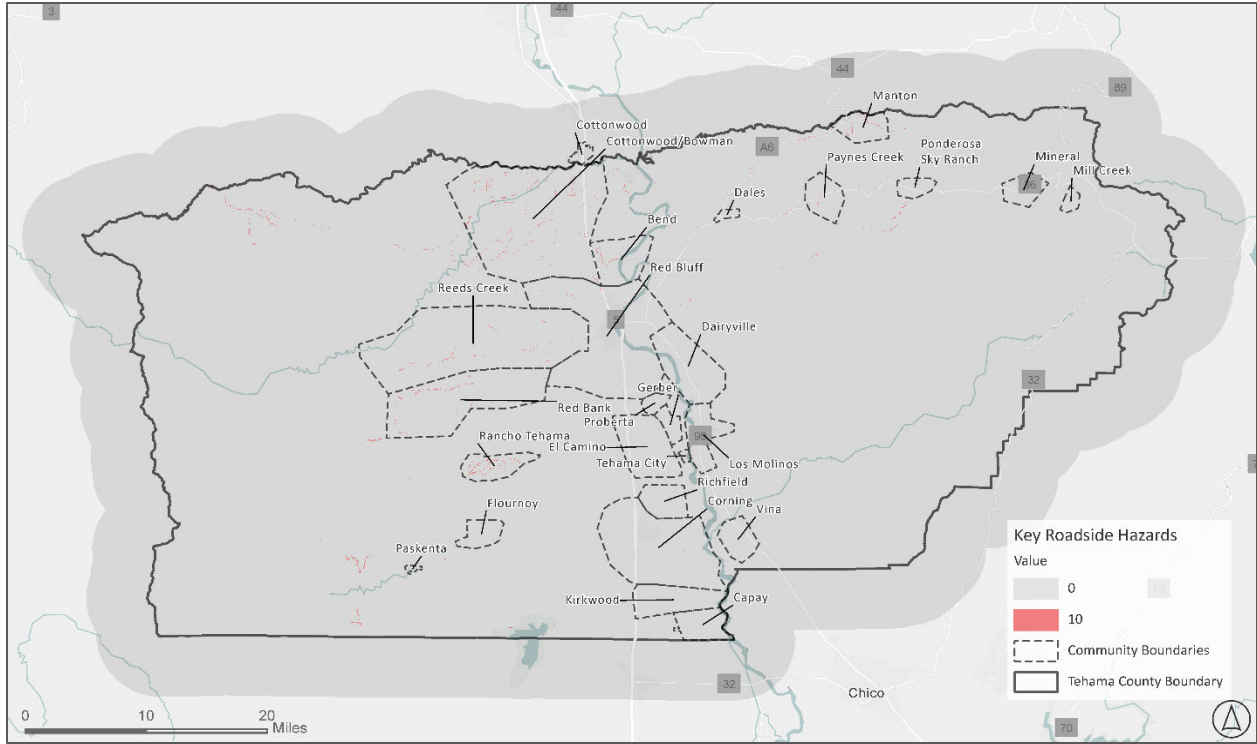 3
44
44
89
Manton
Cottonwood
Cottonwood/Bowman
A6
Paynes Creek
Ponderosa
Sky Ranch
Mineral
36
Mill Creek
Dales
Bend
Red Bluff
Reeds Creek
5
Dairyville
Gerber
32
Red Bank
Proberta
Rancho Tehama
El Camino
99
Tehama City
Los Molinos
Richfield
Flournoy
Corning
Vina
Paskenta
Kirkwood
Capay
32
Chico
Key Roadside Hazards
Value
0
70
10
Community Boundaries
Tehama County Boundary
0 10 20
Miles
70